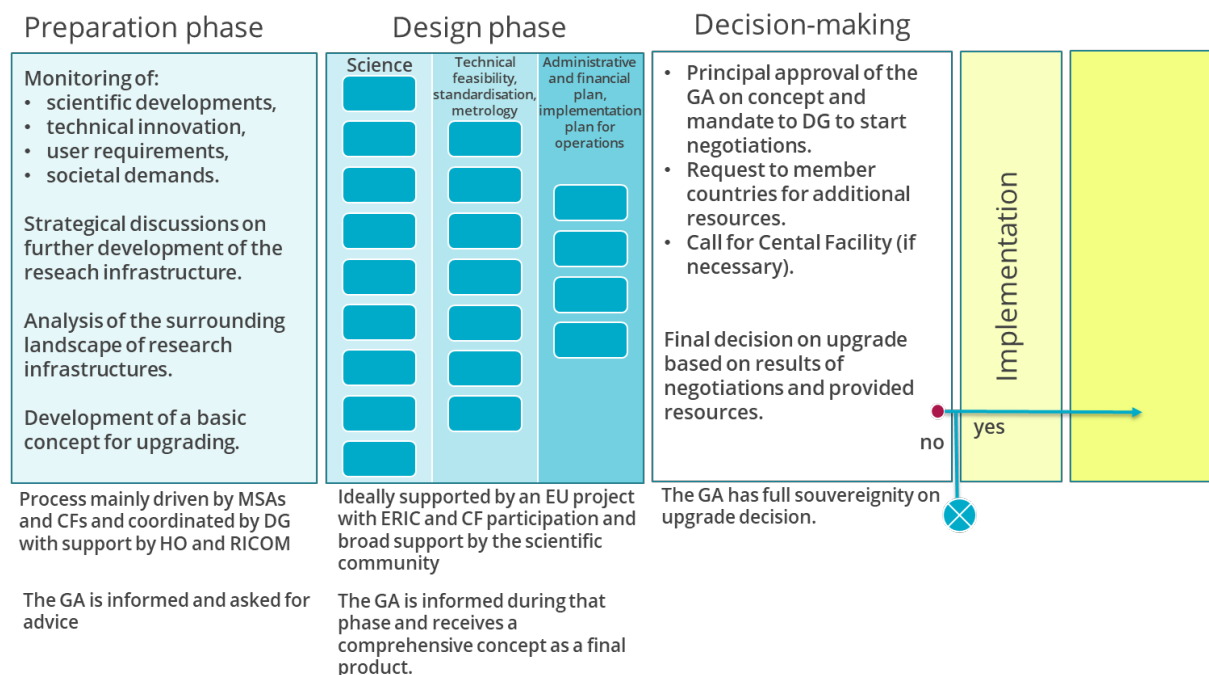 Preparation phase
Monitoring of:
• scientific developments,
• technical innovation,
• user requirements,
• societal demands.
Strategical discussions on
further development of the
reseach infrastructure.
Analysis of the surrounding
landscape of research
infrastructures.
Development of a basic
concept for upgrading.
Process mainly driven by MSAs
and CFs and coordinated by DG
with support by HO and RICOM
The GA is informed and asked for
advice
Design phase
Science
Technical
feasibility,
standardisation,
metrology
Administrative
and financial
plan,
implementation
plan for
operations
Ideally supported by an EU project
with ERIC and CF participation and
broad support by the scientific
community
The GA is informed during that
phase and receives a
comprehensive concept as a final
product.
Decision-making
• Principal approval of the
GA on concept and
mandate to DG to start
negotiations.
• Request to member
countries for additional
resources.
• Call for Cental Facility (if
necessary).
Final decision on upgrade
based on results of
negotiations and provided
resources.
no
yes
The GA has full souvereignity on
upgrade decision.
Implementation